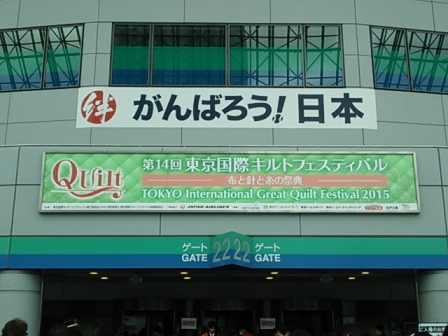 絆 がんばろう!日本
Quilt
第14回 東京国際キルトフェスティバル
布と針と糸の祭典
TOKYO International Great Quilt Festival 2015
JAPAN AIRLINES
ゲート 22 22 ゲート
GATE GATE